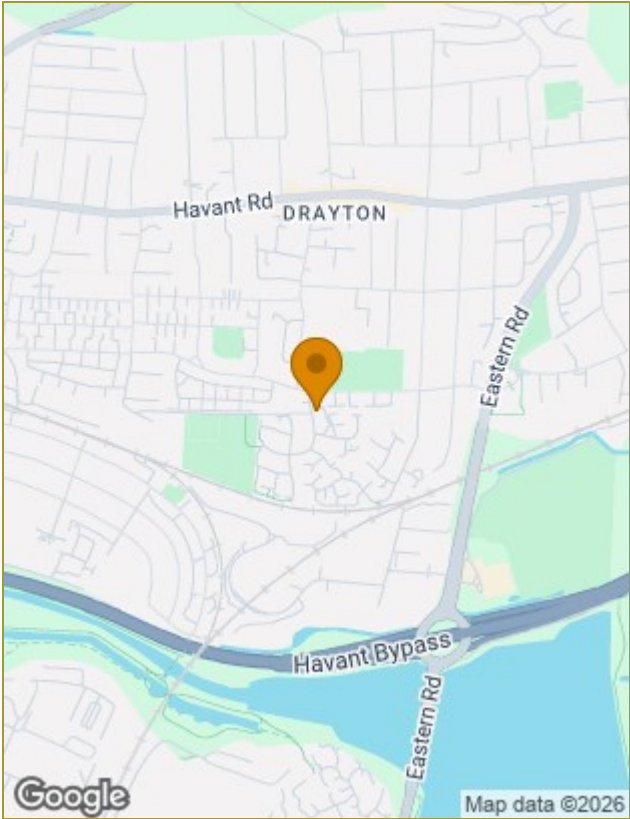 Havant Rd
DRAYTON
Eastern Rd
Havant Bypass
Eastern Rd
Google
Map data ©2026